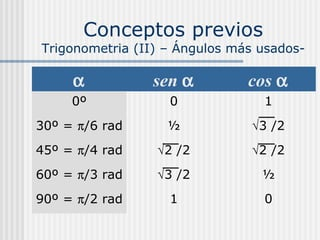 Conceptos previos
Trigonometria (II) – Ángulos más usados-
α sen α cos α
0º 0 1
30º = π/6 rad ½ √3 /2
45º = π/4 rad √2 /2 √2 /2
60º = π/3 rad √3 /2 ½
90º = π/2 rad 1 0